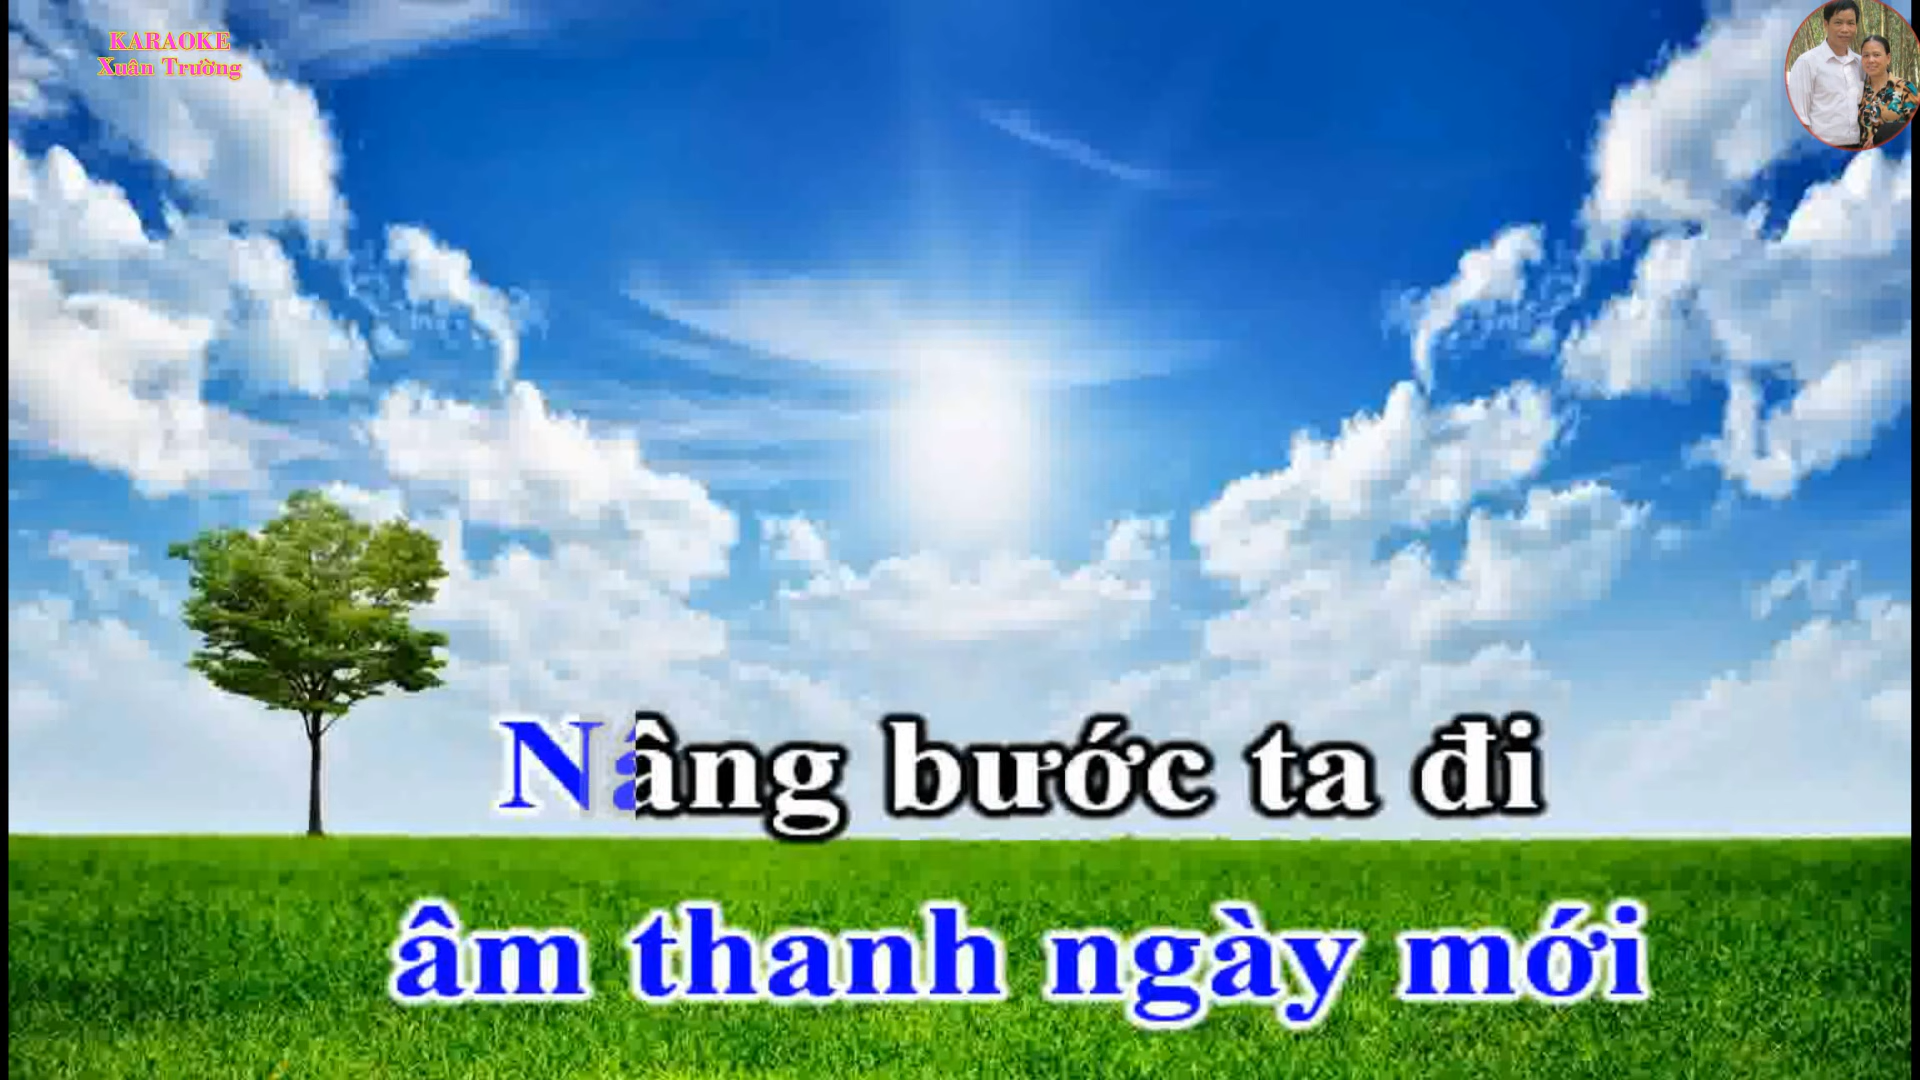 KARAOKE
Xuân Trường
Nâng bước ta đi
âm thanh ngày mới